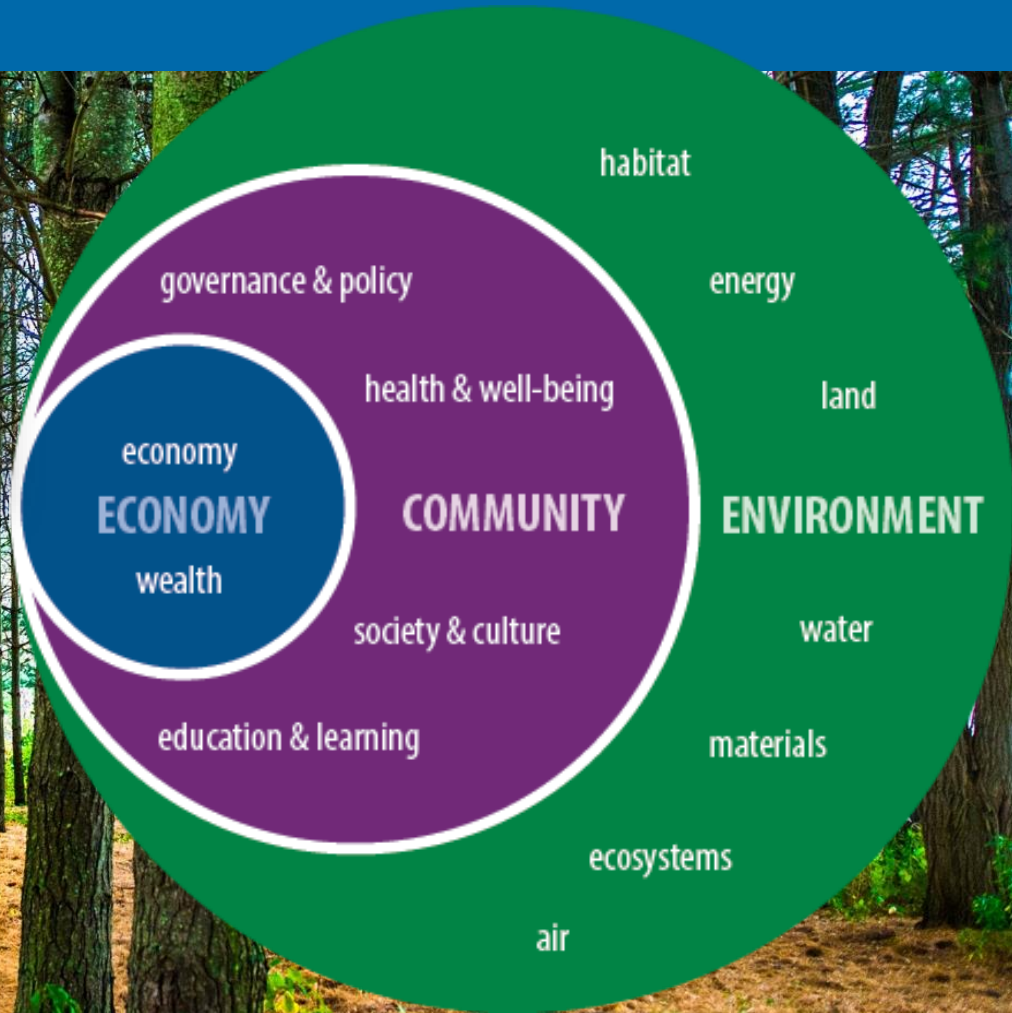 habitat
governance & policy
energy
health & well-being
land
economy
ECONOMY
COMMUNITY
ENVIRONMENT
wealth
society & culture
water
education & learning
materials
ecosystems
air